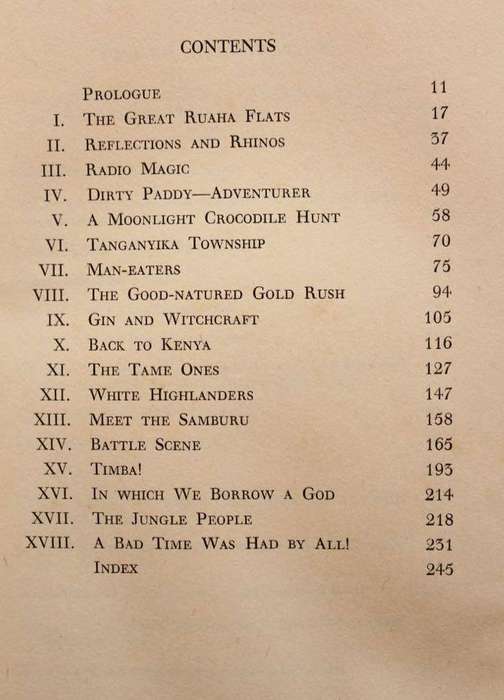 CONTENTS
PROLOGUE 11
I. THE GREAT RUAHA FLATS 17
II. REFLECTIONS AND RHINOS 37
III. RADIO MAGIC 44
IV. DIRTY PADDY—ADVENTURER 49
V. A MOONLIGHT CROCODILE HUNT 58
VI. TANGANYIKA TOWNSHIP 70
VII. MAN-EATERS 75
VIII. THE GOOD-NATURED GOLD RUSH 94
IX. GIN AND WITCHCRAFT 105
X. BACK TO KENYA 116
XI. THE TAME ONES 127
XII. WHITE HIGHLANDERS 147
XIII. MEET THE SAMBURU 158
XIV. BATTLE SCENE 165
XV. TIMBA! 193
XVI. IN WHICH WE BORROW A GOD 214
XVII. THE JUNGLE PEOPLE 218
XVIII. A BAD TIME WAS HAD BY ALL! 231
INDEX 245